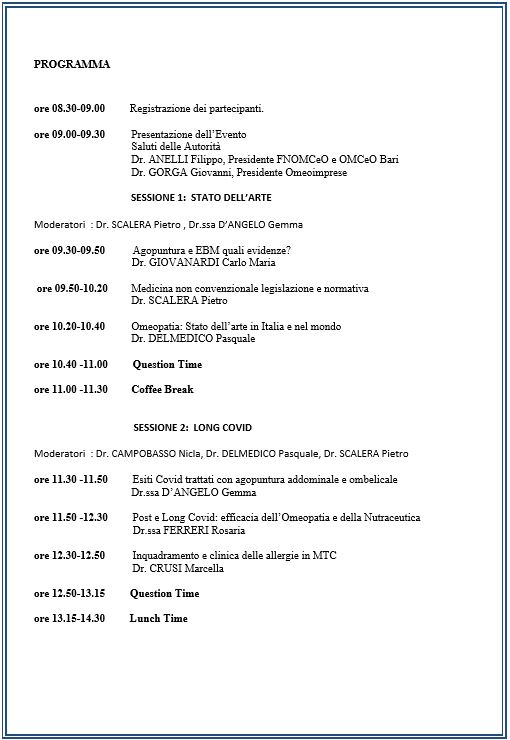 PROGRAMMA
ore 08.30-09.00 Registrazione dei partecipanti.
ore 09.00-09.30 Presentazione dell'Evento
Saluti delle Autorità
Dr. ANELLI Filippo, Presidente FNOMCeO e OMCeO Bari
Dr. GORGA Giovanni, Presidente Omeoimprese
SESSIONE 1: STATO DELL'ARTE
Moderatori : Dr. SCALERA Pietro , Dr.ssa D'ANGELO Gemma
ore 09.30-09.50 Agopuntura e EBM quali evidenze?
Dr. GIOVANARDI Carlo Maria
ore 09.50-10.20 Medicina non convenzionale legislazione e normativa
Dr. SCALERA Pietro
ore 10.20-10.40 Omeopatia: Stato dell'arte in Italia e nel mondo
Dr. DELMEDICO Pasquale
ore 10.40 -11.00 Question Time
ore 11.00 -11.30 Coffee Break
SESSIONE 2: LONG COVID
Moderatori : Dr. CAMPOBASSO Nicla, Dr. DELMEDICO Pasquale, Dr. SCALERA Pietro
ore 11.30 -11.50 Esiti Covid trattati con agopuntura addominale e ombelicale
Dr.ssa D'ANGELO Gemma
ore 11.50 -12.30 Post e Long Covid: efficacia dell'Omeopatia e della Nutraceutica
Dr.ssa FERRERI Rosaria
ore 12.30-12.50 Inquadramento e clinica delle allergie in MTC
Dr. CRUSI Marcella
ore 12.50-13.15 Question Time
ore 13.15-14.30 Lunch Time